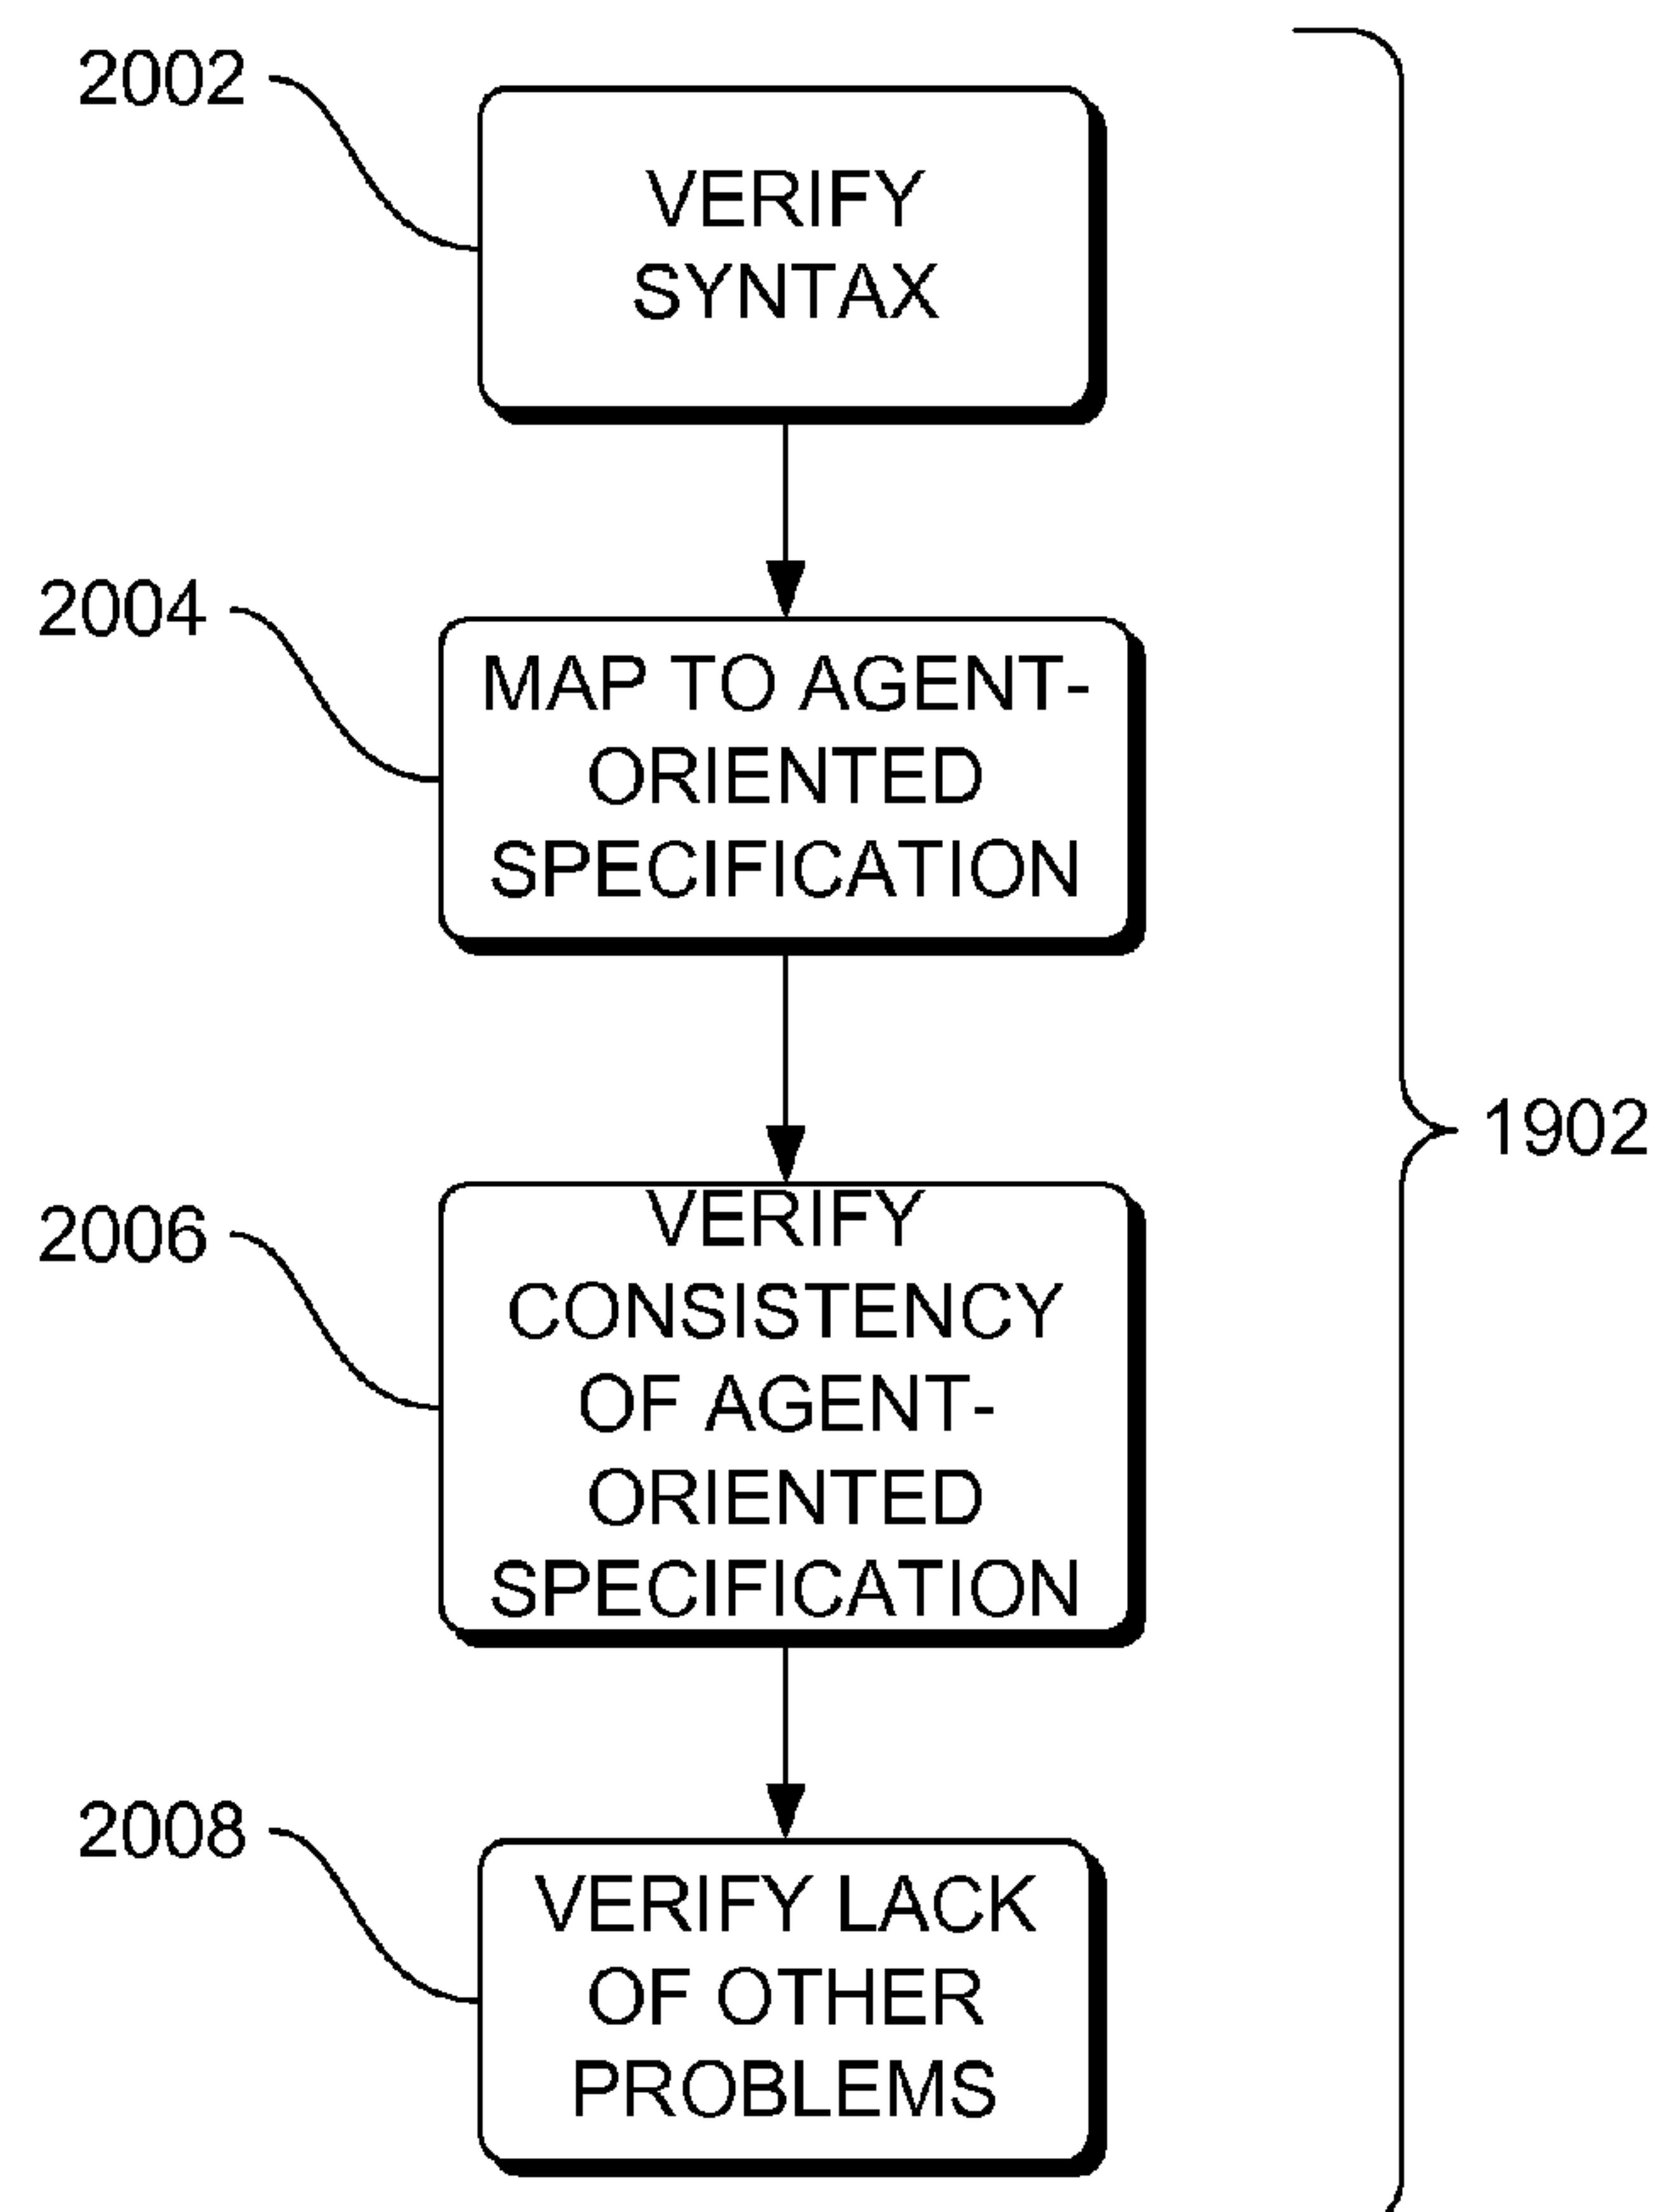 2002
VERIFY
SYNTAX
2004
MAP TO AGENT-
ORIENTED
SPECIFICATION
1902
2006
VERIFY
CONSISTENCY
OF AGENT-
ORIENTED
SPECIFICATION
2008
VERIFY LACK
OF OTHER
PROBLEMS